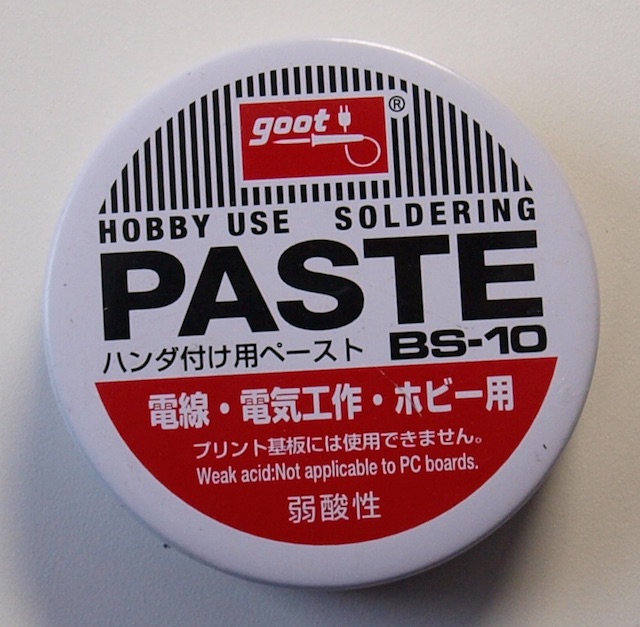 goot ®
HOBBY USE SOLDERING
PASTE
ハンダ付け用ペースト BS-10
電線・電気工作・ホビー用
プリント基板には使用できません。
Weak acid:Not applicable to PC boards.
弱酸性